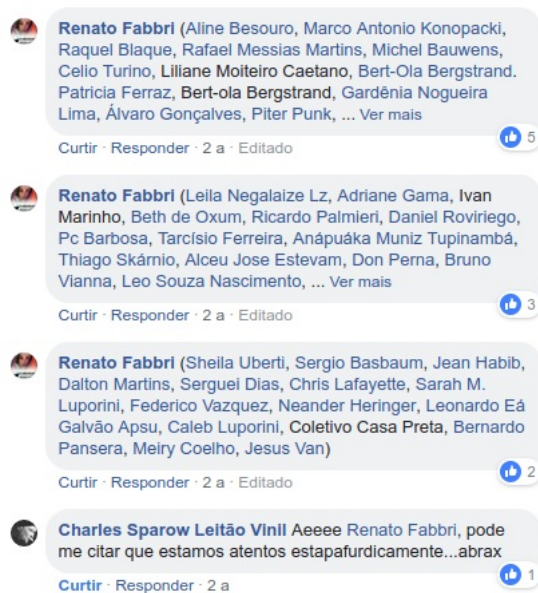 Renato Fabbri (Aline Besouro, Marco Antonio Konopacki,
Raquel Blaque, Rafael Messias Martins, Michel Bauwens,
Celio Turino, Liliane Moiteiro Caetano, Bert-Ola Bergstrand.
Patricia Ferraz, Bert-ola Bergstrand, Gardênia Nogueira
Lima, Álvaro Gonçalves, Piter Punk, ... Ver mais
5
Curtir · Responder · 2 a · Editado
Renato Fabbri (Leila Negalaize Lz, Adriane Gama, Ivan
Marinho, Beth de Oxum, Ricardo Palmieri, Daniel Roviriego,
Pc Barbosa, Tarcísio Ferreira, Anápuáka Muniz Tupinambá,
Thiago Skárnio, Alceu Jose Estevam, Don Perna, Bruno
Vianna, Leo Souza Nascimento, ... Ver mais
3
Curtir · Responder · 2 a · Editado
Renato Fabbri (Sheila Uberti, Sergio Basbaum, Jean Habib,
Dalton Martins, Serguei Dias, Chris Lafayette, Sarah M.
Luporini, Federico Vazquez, Neander Heringer, Leonardo Eá
Galvão Apsu, Caleb Luporini, Coletivo Casa Preta, Bernardo
Pansera, Meiry Coelho, Jesus Van)
2
Curtir · Responder · 2 a · Editado
Charles Sparow Leitão Vinil Aeeee Renato Fabbri, pode
me citar que estamos atentos estapafurdicamente...abrax
1
Curtir · Responder · 2 a